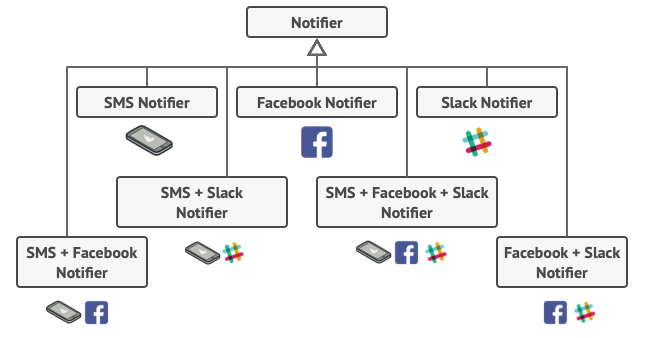 Notifier
SMS Notifier
Facebook Notifier
Slack Notifier
SMS + Slack
Notifier
SMS + Facebook + Slack
Notifier
SMS + Facebook
Notifier
Facebook + Slack
Notifier